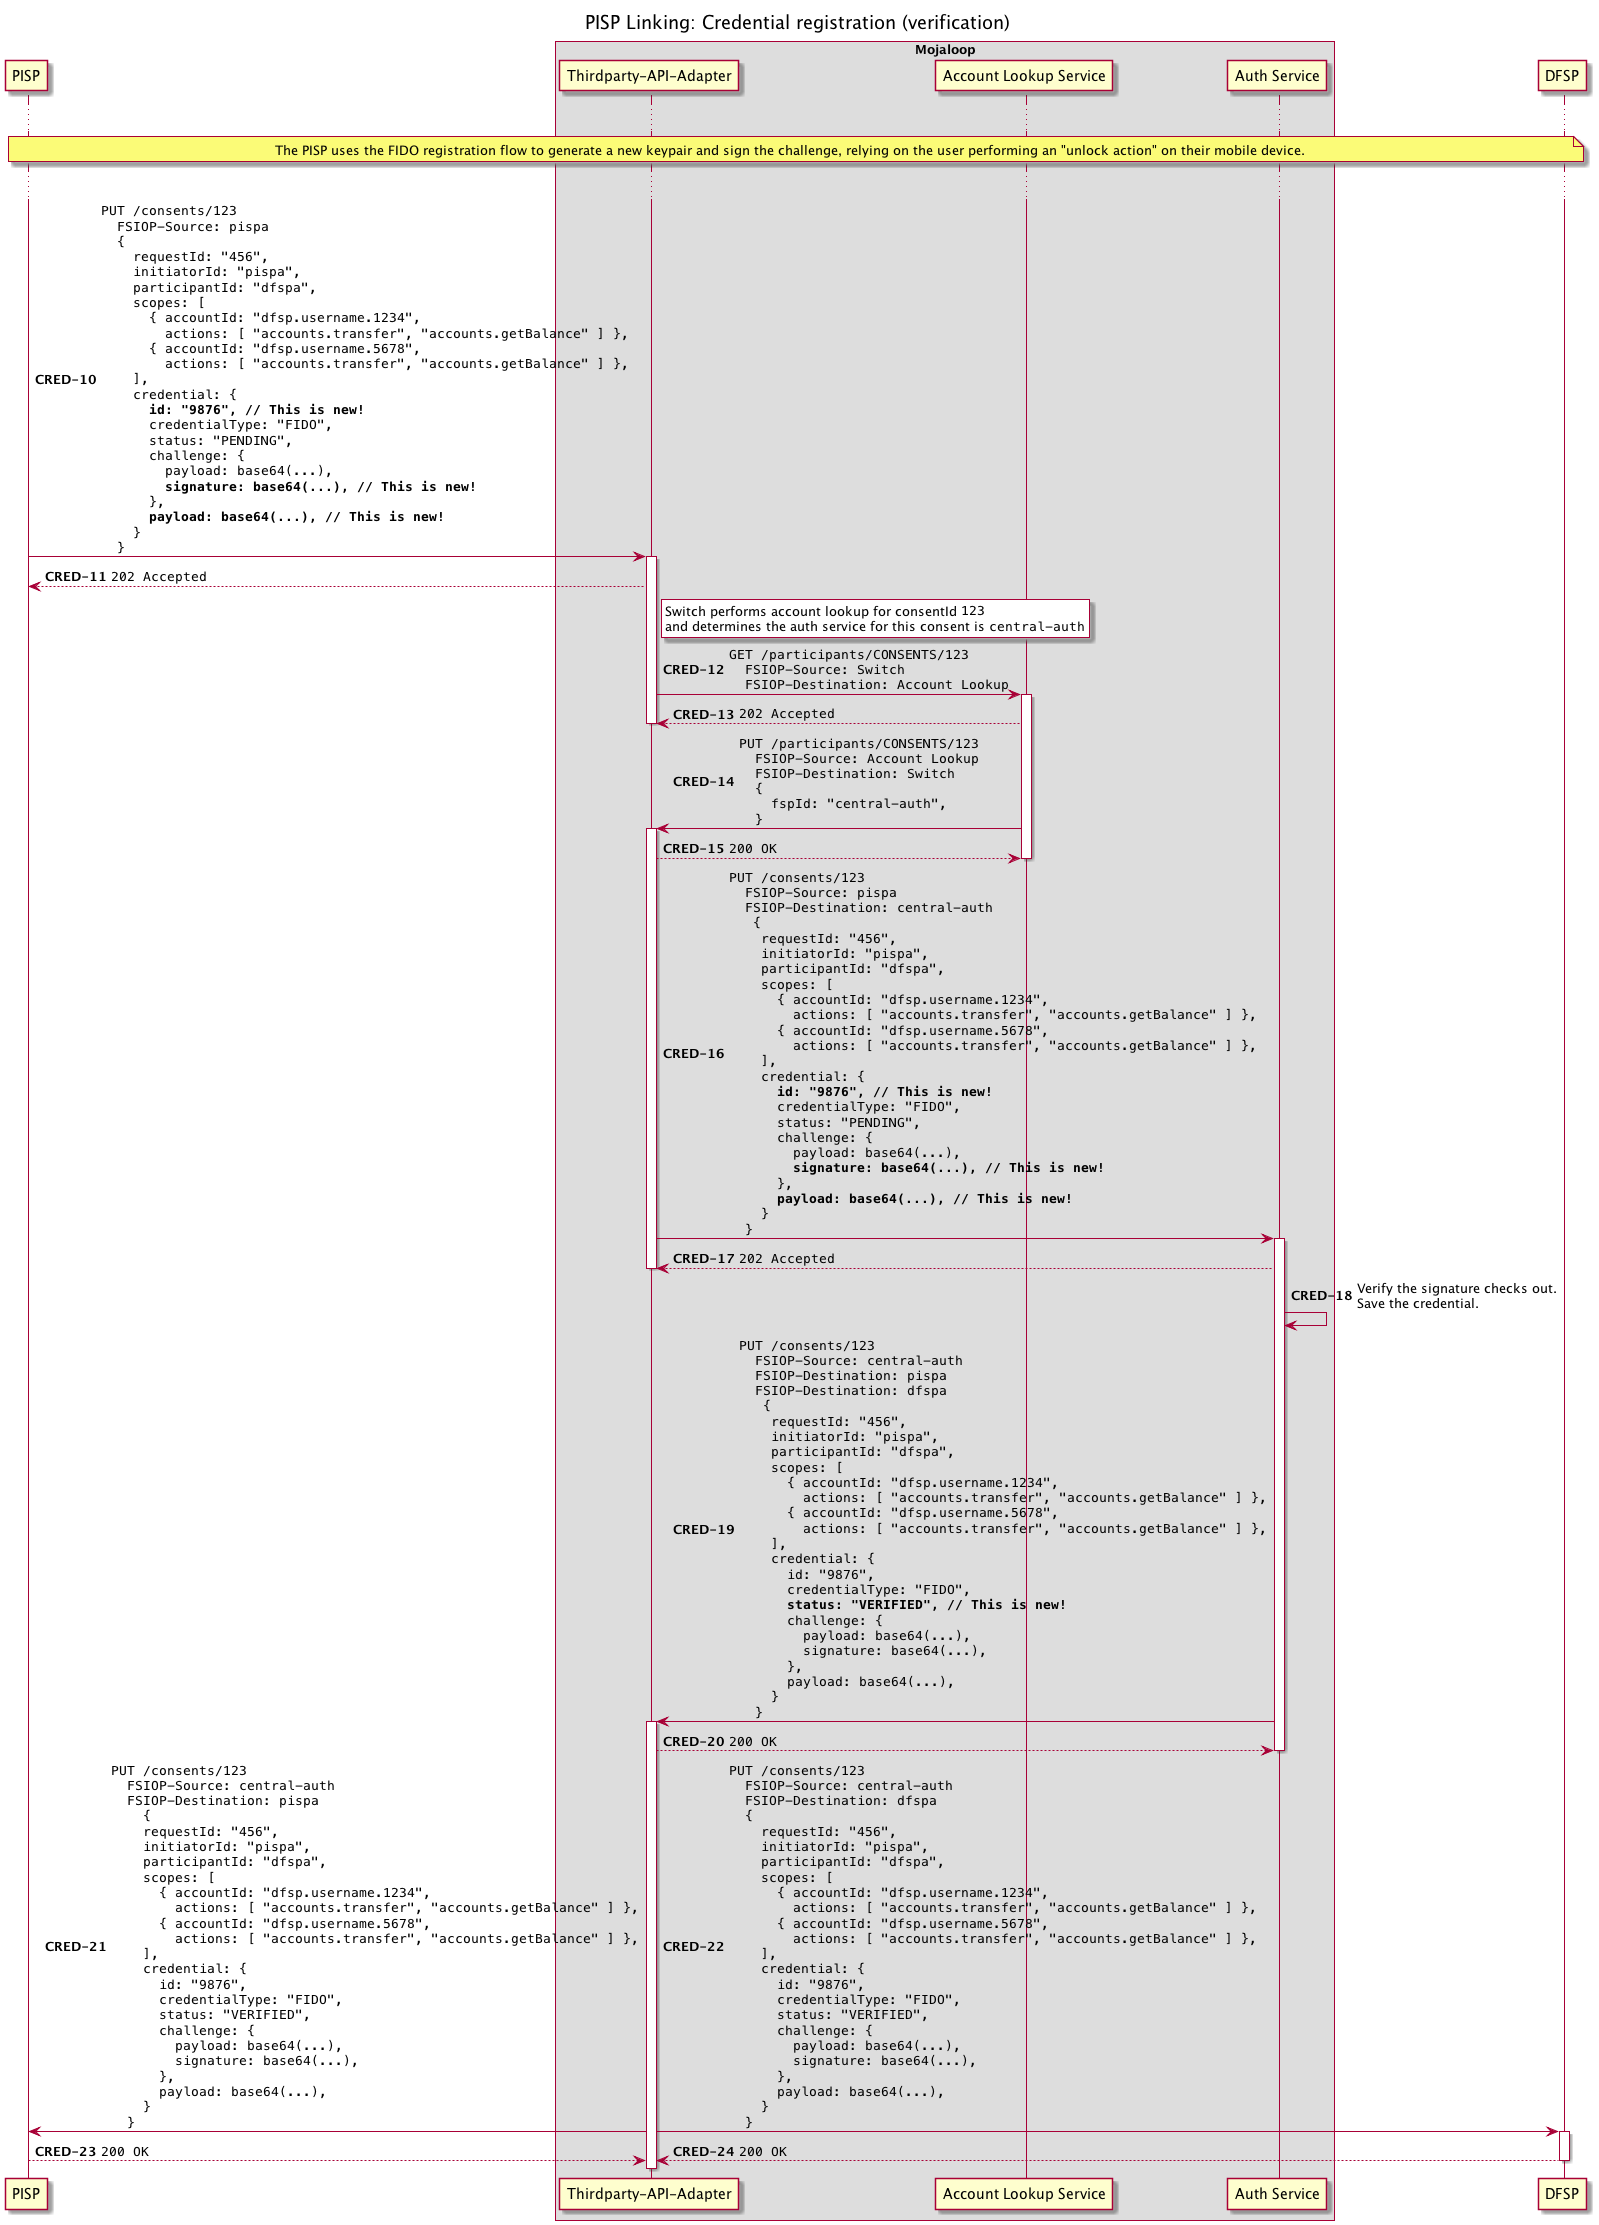 PISP Linking: Credential registration (verification)
Mojaloop
PISP
Thirdparty-API-Adapter
Account Lookup Service
Auth Service
DFSP
The PISP uses the FIDO registration flow to generate a new keypair and sign the challenge, relying on the user performing an "unlock action" on their mobile device.
CRED-10
PUT /consents/123
FSIOP-Source: pispa
{
requestId: "456",
initiatorId: "pispa",
participantId: "dfspa",
scopes: [
{ accountId: "dfsp.username.1234",
actions: [ "accounts.transfer", "accounts.getBalance" ] },
{ accountId: "dfsp.username.5678",
actions: [ "accounts.transfer", "accounts.getBalance" ] },
],
credential: {
id: "9876", // This is new!
credentialType: "FIDO",
status: "PENDING",
challenge: {
payload: base64(...),
signature: base64(...), // This is new!
},
payload: base64(...), // This is new!
}
}
CRED-11 202 Accepted
Switch performs account lookup for consentId 123
and determines the auth service for this consent is central-auth
CRED-12
GET /participants/CONSENTS/123
FSIOP-Source: Switch
FSIOP-Destination: Account Lookup
CRED-13 202 Accepted
CRED-14
PUT /participants/CONSENTS/123
FSIOP-Source: Account Lookup
FSIOP-Destination: Switch
{
fspId: "central-auth",
}
CRED-15 200 OK
CRED-16
PUT /consents/123
FSIOP-Source: pispa
FSIOP-Destination: central-auth
{
requestId: "456",
initiatorId: "pispa",
participantId: "dfspa",
scopes: [
{ accountId: "dfsp.username.1234",
actions: [ "accounts.transfer", "accounts.getBalance" ] },
{ accountId: "dfsp.username.5678",
actions: [ "accounts.transfer", "accounts.getBalance" ] },
],
credential: {
id: "9876", // This is new!
credentialType: "FIDO",
status: "PENDING",
challenge: {
payload: base64(...),
signature: base64(...), // This is new!
},
payload: base64(...), // This is new!
}
}
CRED-17 202 Accepted
CRED-18
Verify the signature checks out.
Save the credential.
CRED-19
PUT /consents/123
FSIOP-Source: central-auth
FSIOP-Destination: pispa
FSIOP-Destination: dfspa
{
requestId: "456",
initiatorId: "pispa",
participantId: "dfspa",
scopes: [
{ accountId: "dfsp.username.1234",
actions: [ "accounts.transfer", "accounts.getBalance" ] },
{ accountId: "dfsp.username.5678",
actions: [ "accounts.transfer", "accounts.getBalance" ] },
],
credential: {
id: "9876",
credentialType: "FIDO",
status: "VERIFIED", // This is new!
challenge: {
payload: base64(...),
signature: base64(...),
},
payload: base64(...),
}
}
CRED-20 200 OK
CRED-21
PUT /consents/123
FSIOP-Source: central-auth
FSIOP-Destination: pispa
{
requestId: "456",
initiatorId: "pispa",
participantId: "dfspa",
scopes: [
{ accountId: "dfsp.username.1234",
actions: [ "accounts.transfer", "accounts.getBalance" ] },
{ accountId: "dfsp.username.5678",
actions: [ "accounts.transfer", "accounts.getBalance" ] },
],
credential: {
id: "9876",
credentialType: "FIDO",
status: "VERIFIED",
challenge: {
payload: base64(...),
signature: base64(...),
},
payload: base64(...),
}
}
CRED-22
PUT /consents/123
FSIOP-Source: central-auth
FSIOP-Destination: dfspa
{
requestId: "456",
initiatorId: "pispa",
participantId: "dfspa",
scopes: [
{ accountId: "dfsp.username.1234",
actions: [ "accounts.transfer", "accounts.getBalance" ] },
{ accountId: "dfsp.username.5678",
actions: [ "accounts.transfer", "accounts.getBalance" ] },
],
credential: {
id: "9876",
credentialType: "FIDO",
status: "VERIFIED",
challenge: {
payload: base64(...),
signature: base64(...),
},
payload: base64(...),
}
}
CRED-23 200 OK
CRED-24 200 OK
PISP
Thirdparty-API-Adapter
Account Lookup Service
Auth Service
DFSP